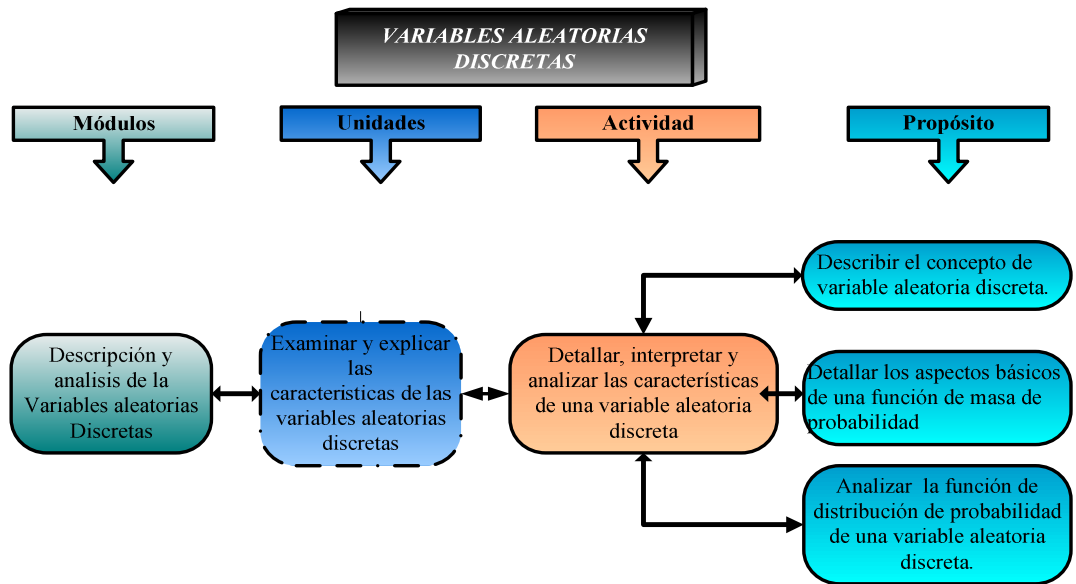 VARIABLES ALEATORIAS
DISCRETAS
Módulos
Unidades
Actividad
Propósito
Descripción y
analisis de la
Variables aleatorias
Discretas
Examinar y explicar
las
caracteristicas de las
variables aleatorias
discretas
Detallar, interpretar y
analizar las características
de una variable aleatoria
discreta
Describir el concepto de
variable aleatoria discreta.
Detallar los aspectos básicos
de una función de masa de
probabilidad
Analizar la función de
distribución de probabilidad
de una variable aleatoria
discreta.